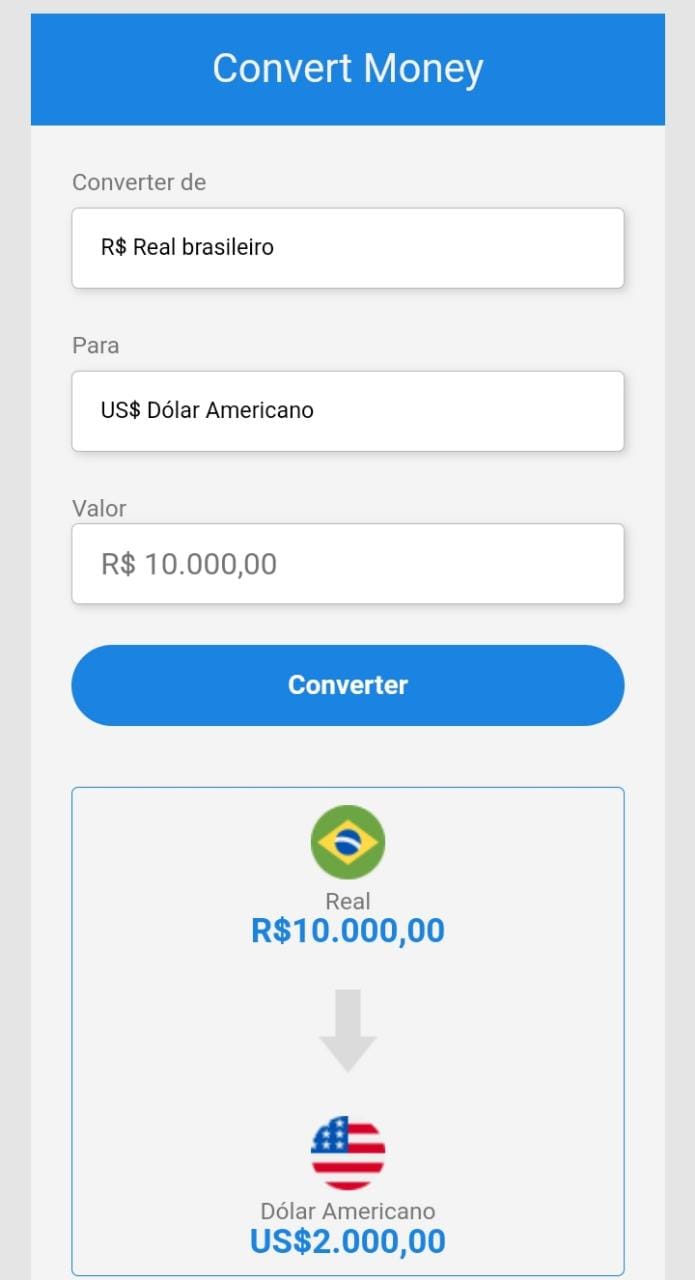 Convert Money
Converter de
R$ Real brasileiro
Para
US$ Dólar Americano
Valor
R$ 10.000,00
Converter
Real
R$10.000,00
Dólar Americano
US$2.000,00